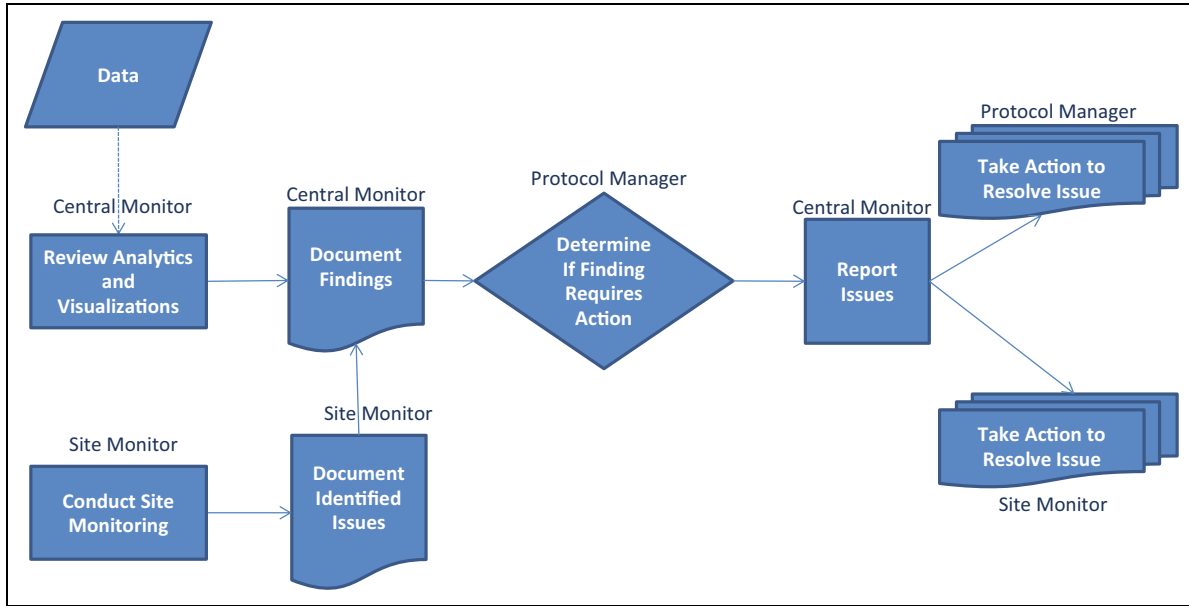 Data
Central Monitor
Review Analytics
and
Visualizations
Central Monitor
Document
Findings
Protocol Manager
Determine
If Finding
Requires
Action
Central Monitor
Report
Issues
Protocol Manager
Take Action to
Resolve Issue
Site Monitor
Conduct Site
Monitoring
Site Monitor
Document
Identified
Issues
Take Action to
Resolve Issue
Site Monitor